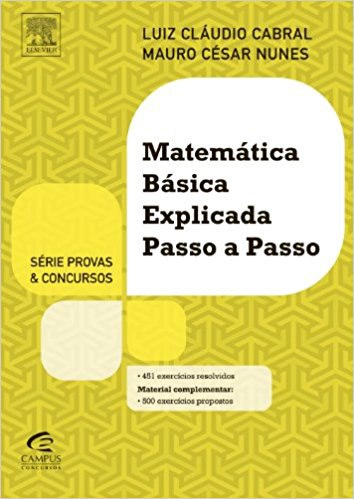 ELSEVIER
LUIZ CLÁUDIO CABRAL
MAURO CÉSAR NUNES
Matemática
Básica
Explicada
Passo a Passo
SÉRIE PROVAS
& CONCURSOS
• 451 exercícios resolvidos
Material complementar:
• 500 exercícios propostos
CAMPUS
CONCURSOS